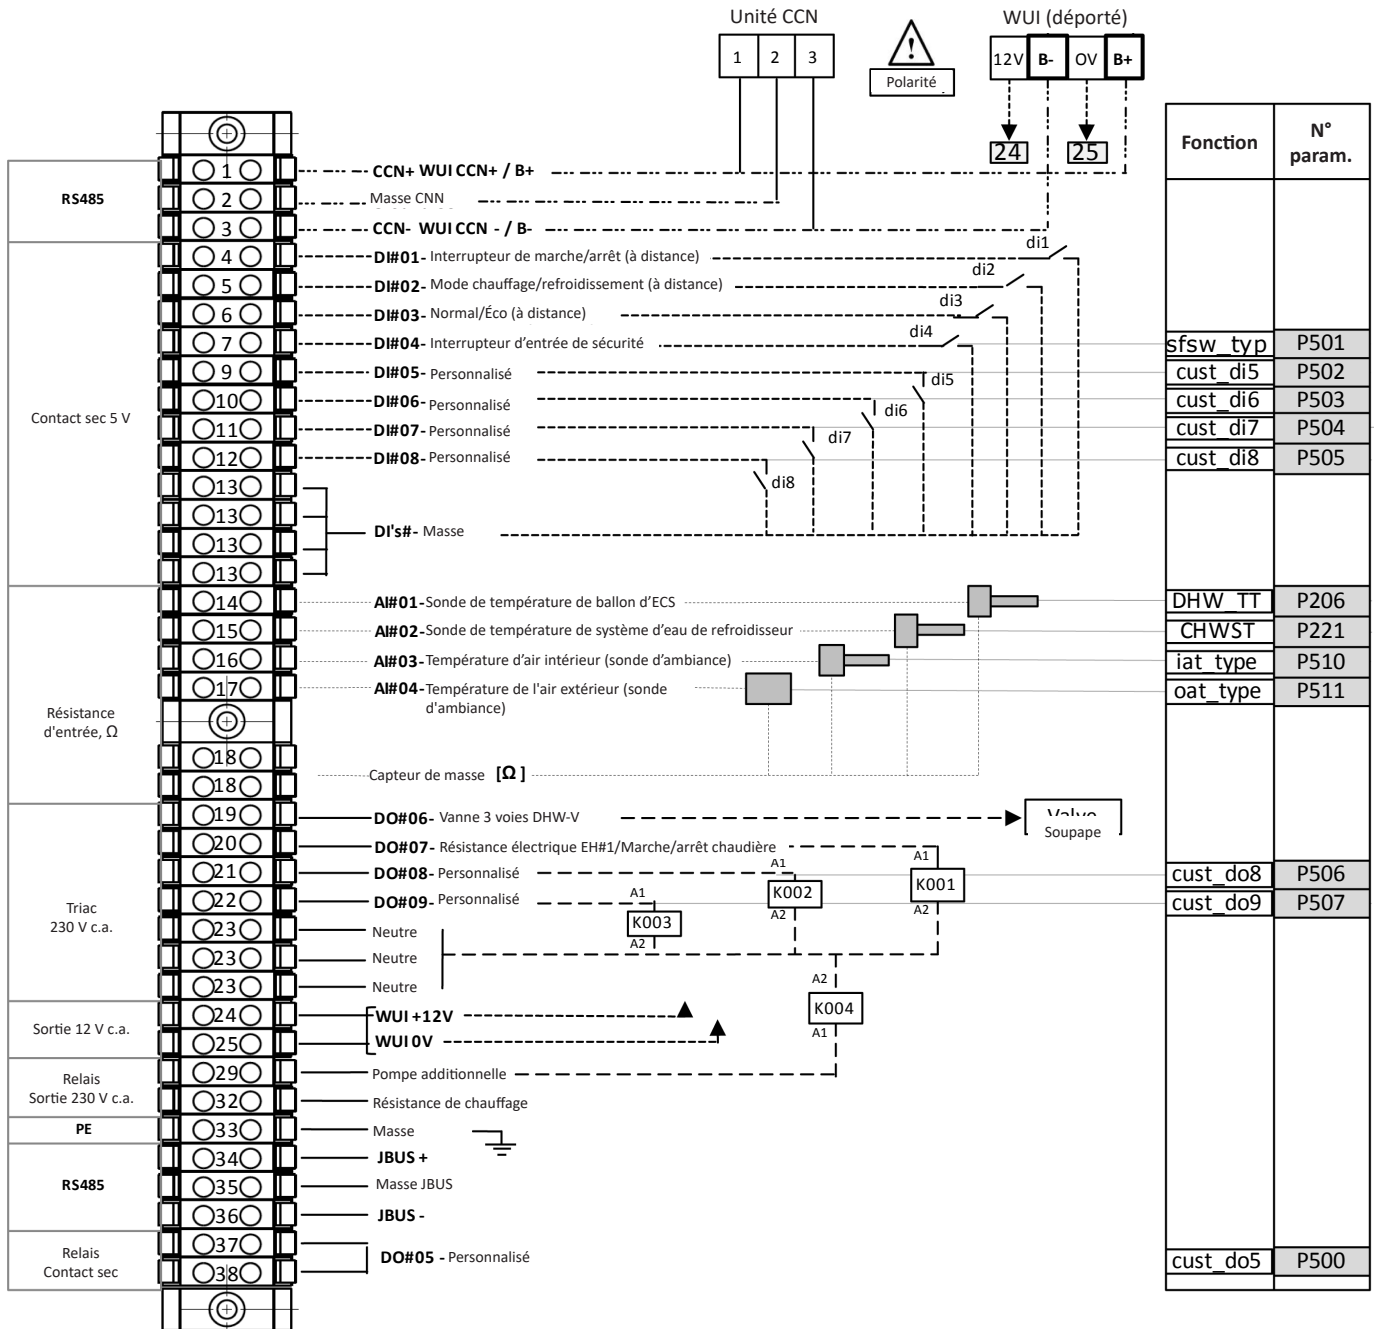 Unité CCN
WUI (déporté)
1 2 3
Polarité
12V B- OV B+
24 25
Fonction N° param.
RS485
1 CCN+ WUI CCN+ / B+
2 Masse CNN
3 CCN- WUI CCN - / B-
Contact sec 5 V
4 DI#01- Interrupteur de marche/arrêt (à distance) di1
5 DI#02- Mode chauffage/refroidissement (à distance) di2
6 DI#03- Normal/Éco (à distance) di3
7 DI#04- Interrupteur d'entrée de sécurité di4 sfsw_typ P501
9 DI#05- Personnalisé di5 cust_di5 P502
10 DI#06- Personnalisé di6 cust_di6 P503
11 DI#07- Personnalisé di7 cust_di7 P504
12 DI#08- Personnalisé di8 cust_di8 P505
13
13
DI's#- Masse
13
13
Résistance
d'entrée, Ω
14 AI#01- Sonde de température de ballon d'ECS DHW_TT P206
15 AI#02- Sonde de température de système d'eau de refroidisseur CHWST P221
16 AI#03- Température d'air intérieur (sonde d'ambiance) iat_type P510
17 AI#04- Température de l'air extérieur (sonde oat_type P511
d'ambiance)
18
18
Capteur de masse [Ω]
Triac
230 V c.a.
19 DO#06- Vanne 3 voies DHW-V Valve
Soupape
20 DO#07- Résistance électrique EH#1/Marche/arrêt chaudière A1 K001 A2
21 DO#08- Personnalisé A1 K002 A2 cust_do8 P506
22 DO#09- Personnalisé A1 K003 A2 cust_do9 P507
23 Neutre
23 Neutre
23 Neutre
A2 K004 A1
Sortie 12 V c.a.
24 WUI +12V
25 WUI 0V
Relais
Sortie 230 V c.a.
29 Pompe additionnelle
32 Résistance de chauffage
PE
33 Masse
RS485
34 JBUS +
35 Masse JBUS
36 JBUS -
Relais
Contact sec
37
38
DO#05 - Personnalisé cust_do5 P500